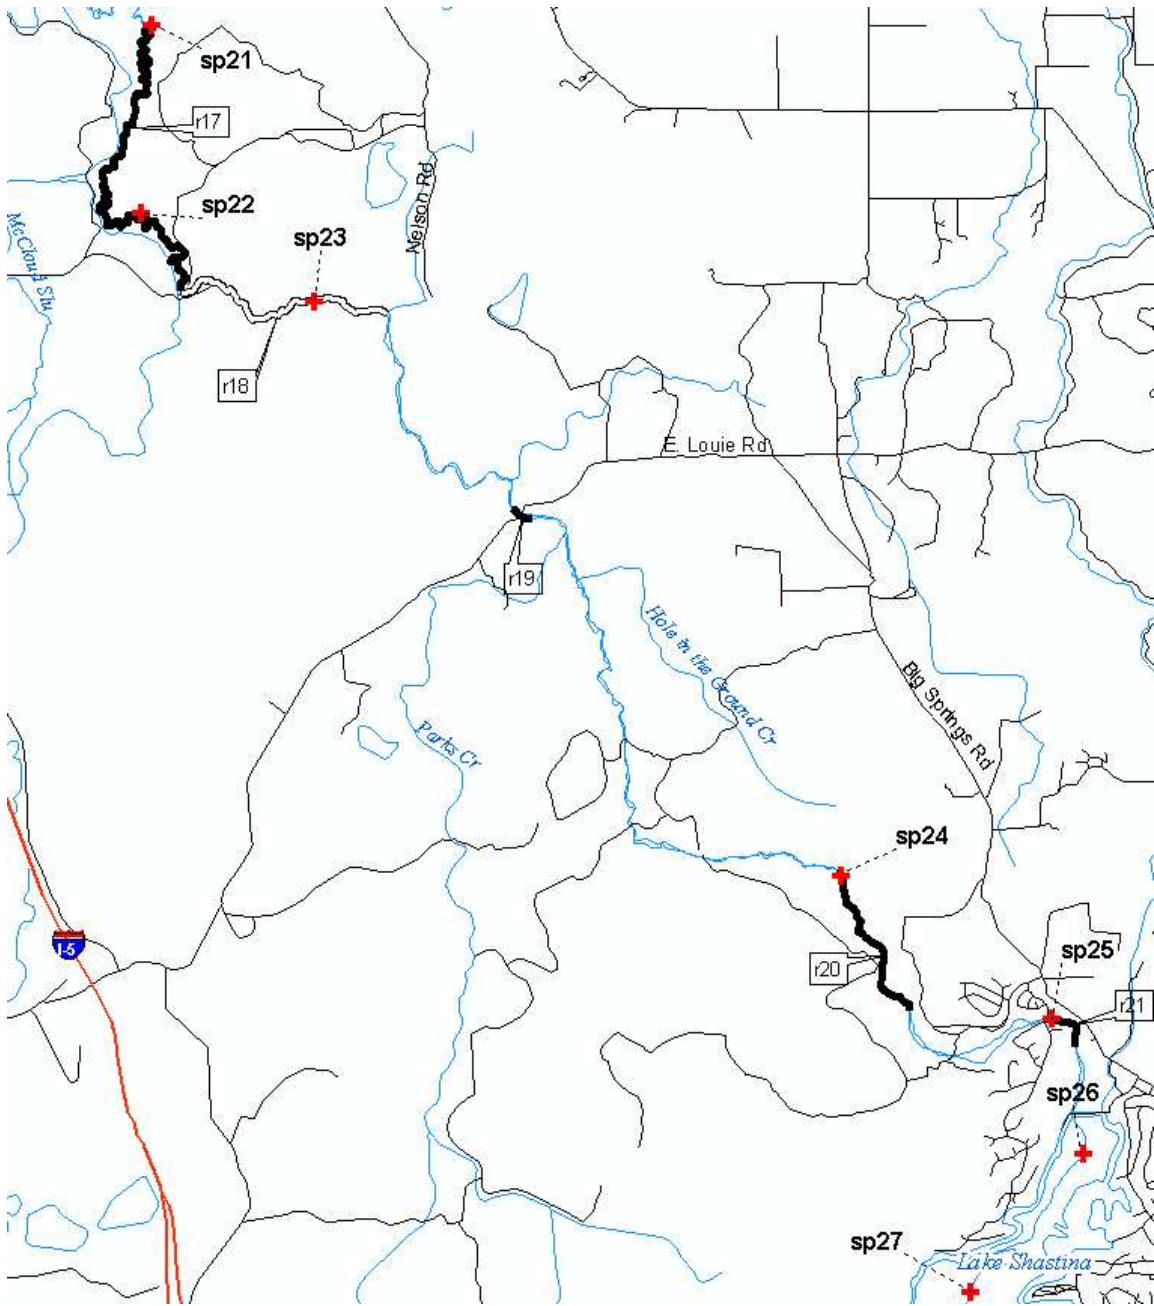 sp21
r17
sp22
Nelson Rd
McCloud Slu
sp23
r18
E. Louie Rd
r19
Hole in the Ground Cr
Big Springs Rd
Parks Cr
sp24
I-5
sp25
r20
r21
sp26
sp27
Lake Shastina